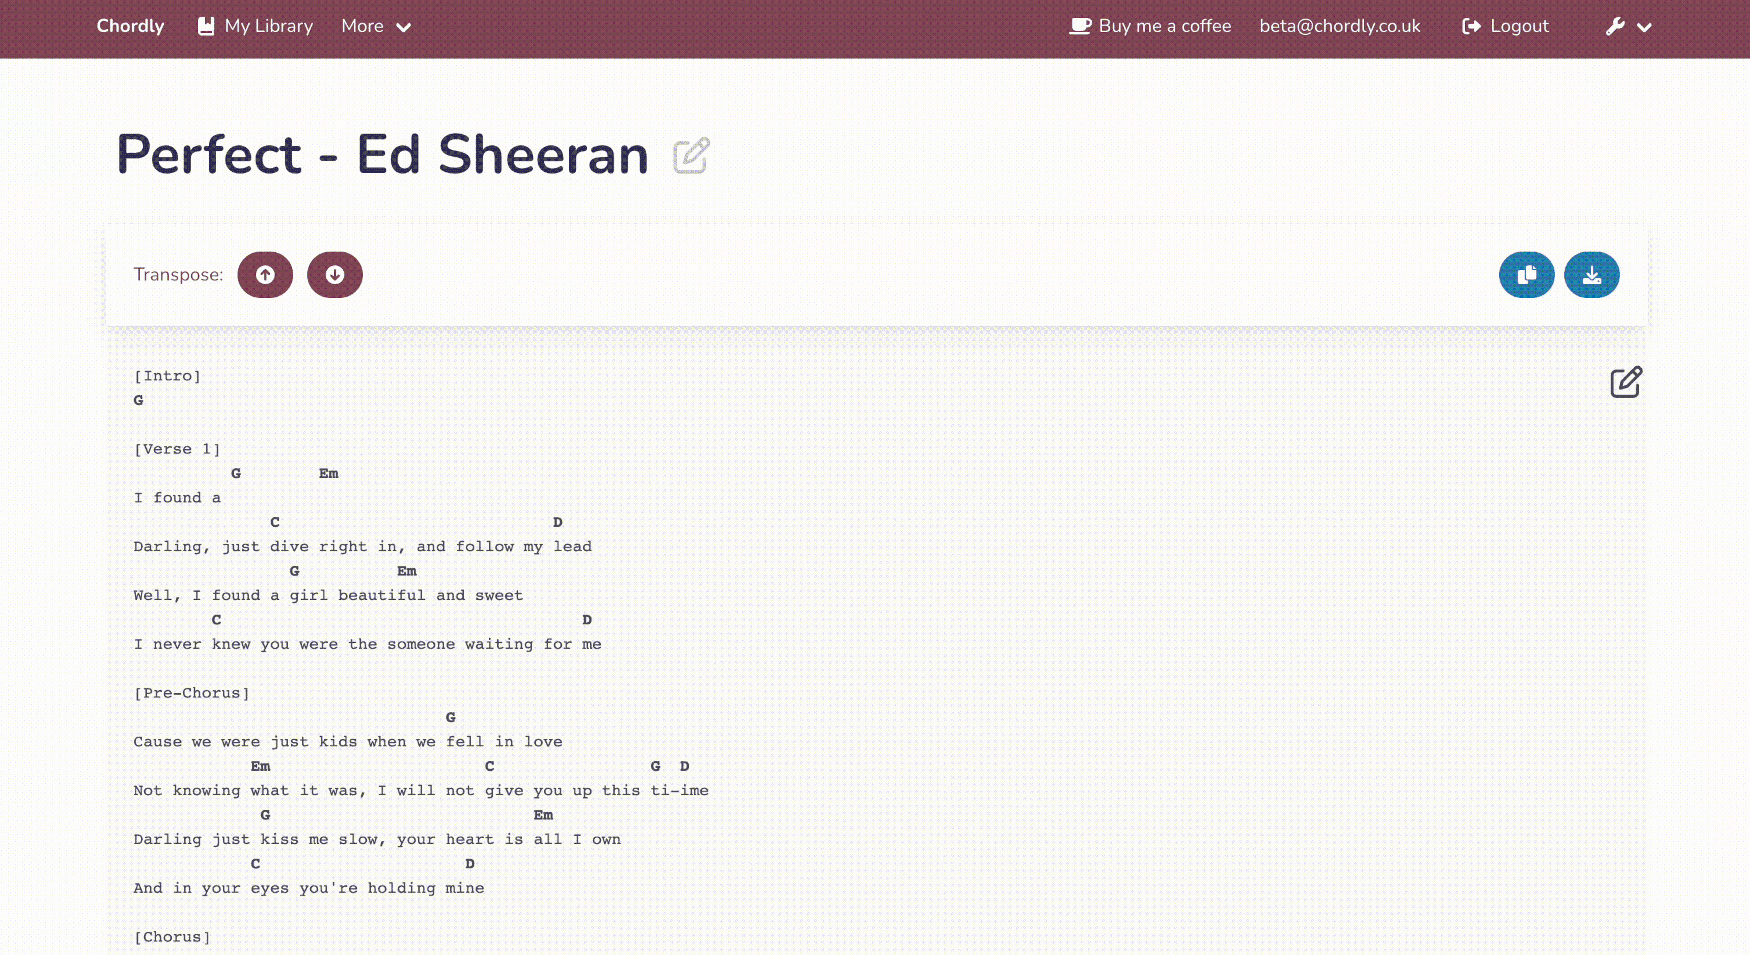 Chordly My Library More Buy me a coffee beta@chordly.co.uk Logout
Perfect - Ed Sheeran
Transpose:
[Intro]
G
[Verse 1]
G Em
I found a
C D
Darling, just dive right in, and follow my lead
G Em
Well, I found a girl beautiful and sweet
C D
I never knew you were the someone waiting for me
[Pre-Chorus]
G
Cause we were just kids when we fell in love
Em C G D
Not knowing what it was, I will not give you up this ti-ime
G Em
Darling just kiss me slow, your heart is all I own
C D
And in your eyes you're holding mine
[Chorus]